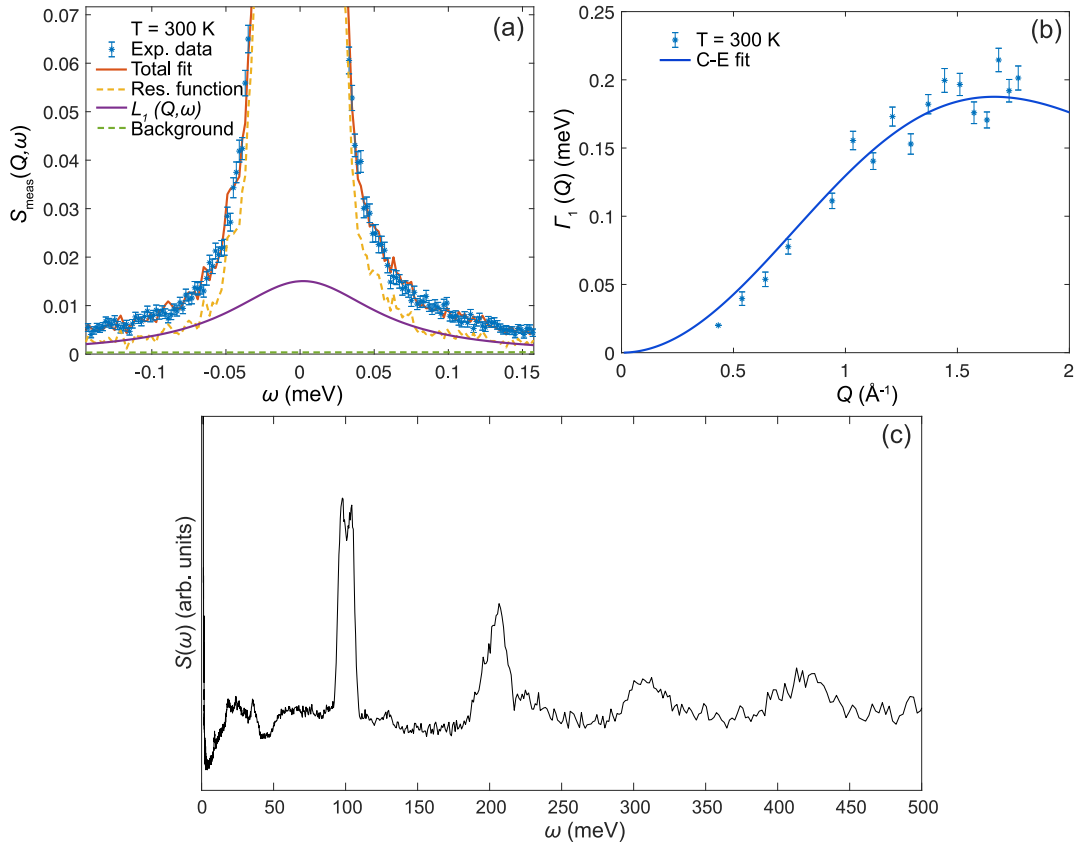 (a)
T = 300 K
Exp. data
Total fit
Res. function
L₁ (Q,ω)
Background
0.07
0.06
0.05
0.04
0.03
0.02
0.01
0
S_meas(Q,ω)
-0.1 -0.05 0 0.05 0.1 0.15
ω (meV)
(b)
T = 300 K
C-E fit
0.25
0.2
0.15
0.1
0.05
0
Γ₁ (Q) (meV)
0 0.5 1 1.5 2
Q (Å⁻¹)
(c)
S(ω) (arb. units)
0 50 100 150 200 250 300 350 400 450 500
ω (meV)